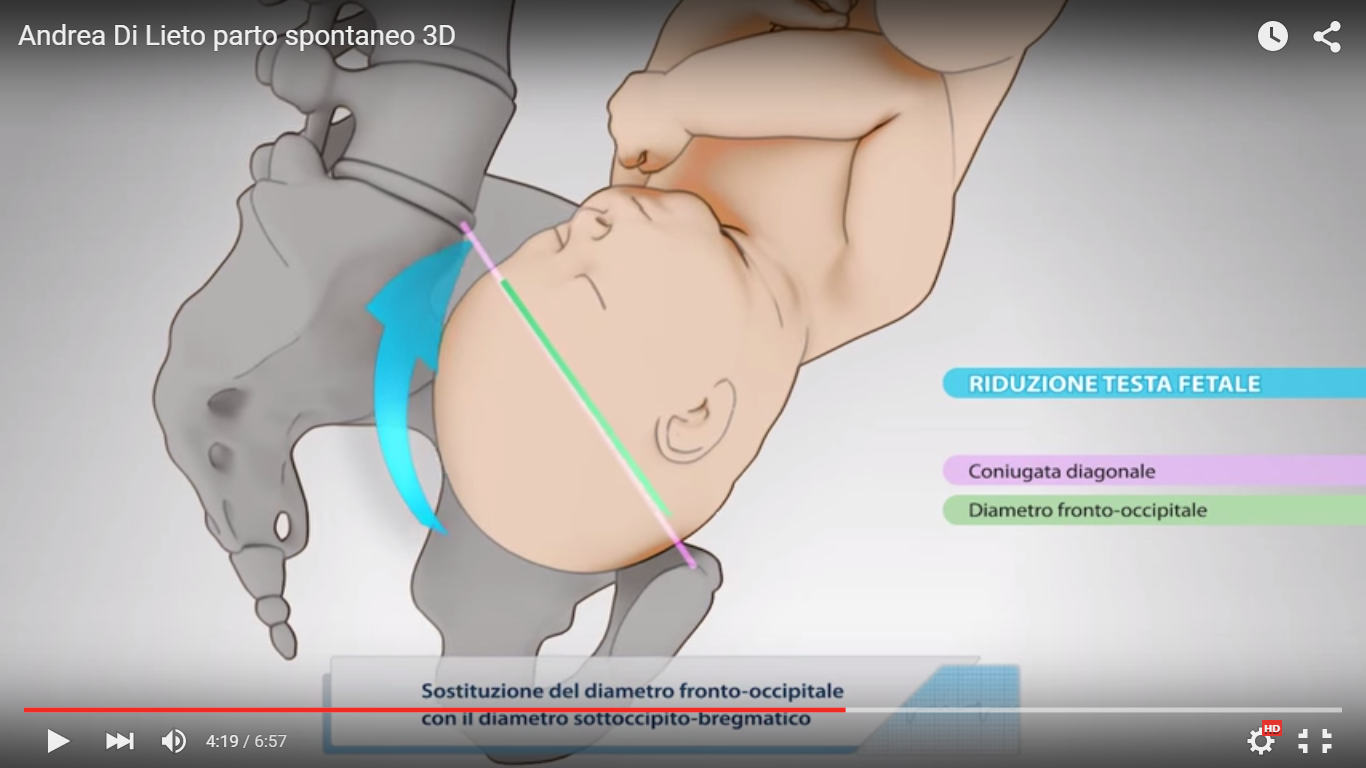 Andrea Di Lieto parto spontaneo 3D
RIDUZIONE TESTA FETALE
Coniugata diagonale
Diametro fronto-occipitale
Sostituzione del diametro fronto-occipitale
con il diametro sottoccipito-bregmatico
4:19 / 6:57
HD